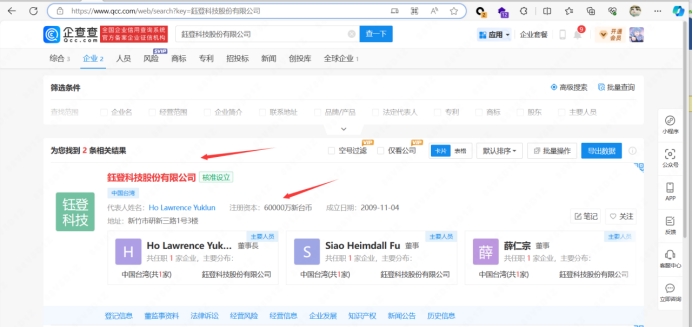 https://www.qcc.com/web/search?key=鈺登科技股份有限公司
企查查
Qcc.com
全国企业信用查询系统
官方备案企业征信机构
鈺登科技股份有限公司
查一下
应用
企业套餐
开通会员
综合 3
企业 2
人员
风险
商标
专利
招投标
新闻
创投库
全球企业 1
筛选条件
高级搜索
批量查询
查找范围
企业名
经营范围
企业简介
联系地址
品牌/产品
法定代表人
专利
商标
股东
主要人员
为您找到 2 条相关结果
空号过滤
VIP
仅看公司
VIP
卡片
表格
默认排序
批量操作
导出数据
鈺登科技股份有限公司
核准设立
中国台湾
钰登科技
代表人姓名: Ho Lawrence Yuklun
注册资本: 60000万新台币
成立日期: 2009-11-04
地址: 新竹市研新三路1号3楼
笔记
关注
主要人员
H
Ho Lawrence Yuk... 董事長
共任职 1 家企业, 主要分布:
中国台湾(共1家)
鈺登科技股份有限公司
主要人员
S
Siao Heimdall Fu 董事
共任职 1 家企业, 主要分布:
中国台湾(共1家)
鈺登科技股份有限公司
主要人员
薛
薛仁宗 董事
共任职 1 家企业, 主要分布:
中国台湾(共1家)
鈺登科技股份有限公司
登记信息
董监事资料
法律诉讼
经营风险
经营信息
企业发展
知识产权
新闻公告
历史信息
小程序
公众号
APP
反馈
客服中心
立即咨询